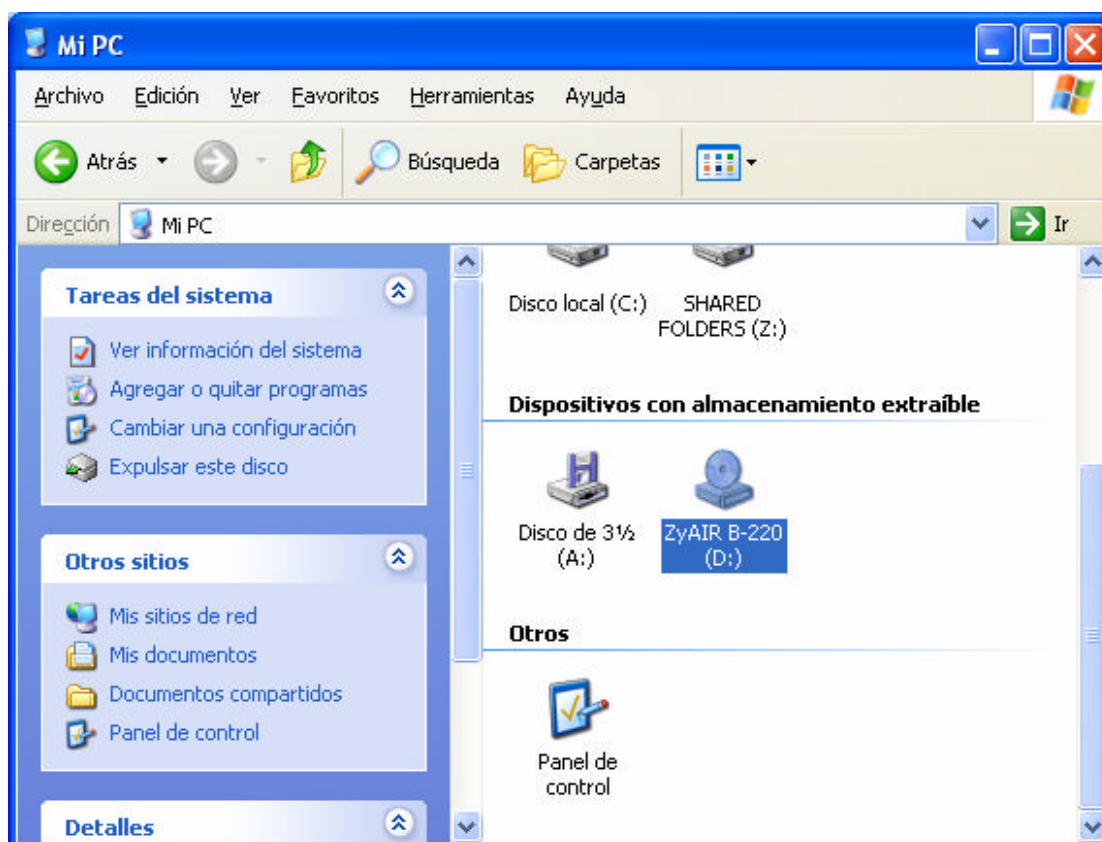 Mi PC
Archivo Edición Ver Favoritos Herramientas Ayuda
Atrás Búsqueda Carpetas
Dirección Mi PC Ir
Tareas del sistema
Ver información del sistema
Agregar o quitar programas
Cambiar una configuración
Expulsar este disco
Otros sitios
Mis sitios de red
Mis documentos
Documentos compartidos
Panel de control
Detalles
Disco local (C:)
SHARED
FOLDERS (Z:)
Dispositivos con almacenamiento extraíble
Disco de 3½
(A:)
ZyAIR B-220
(D:)
Otros
Panel de
control